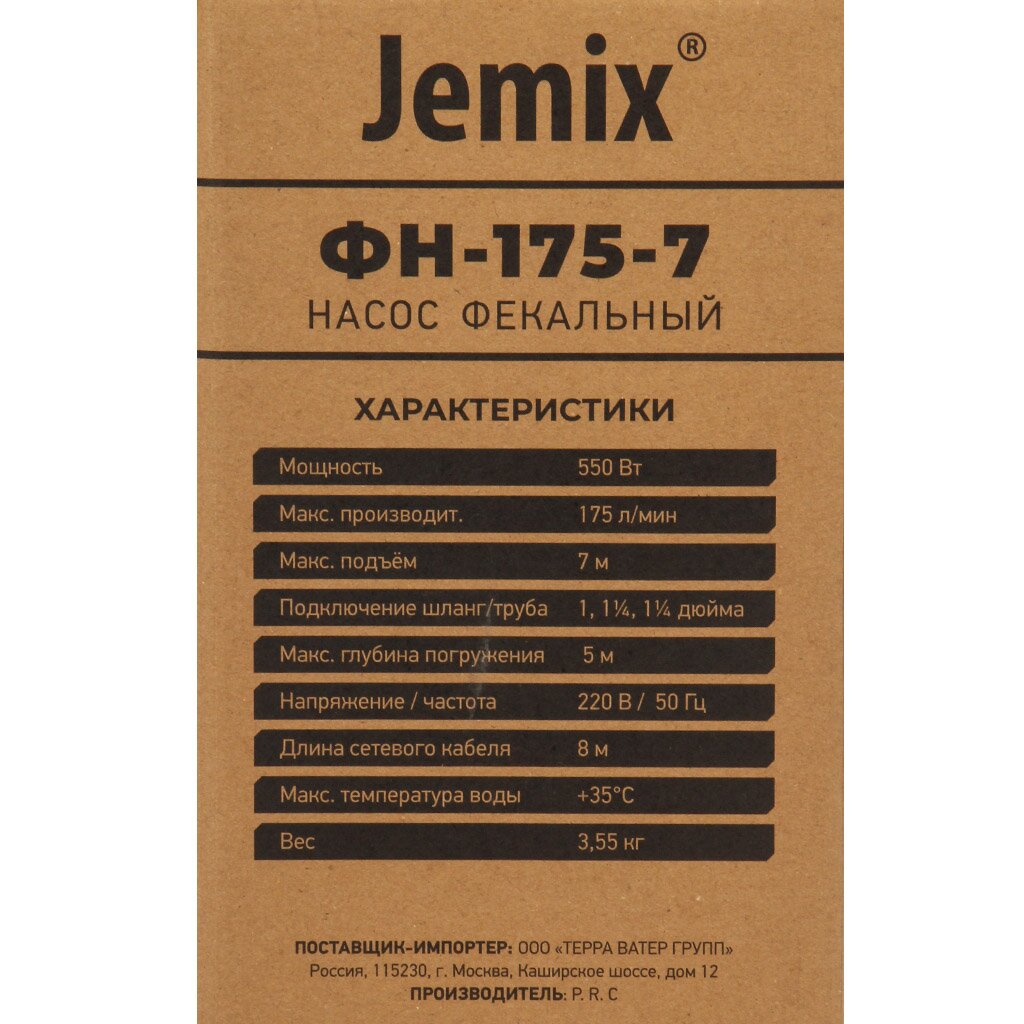 Jemix®
ФН-175-7
НАСОС ФЕКАЛЬНЫЙ
ХАРАКТЕРИСТИКИ
Мощность 550 Вт
Макс. производит. 175 л/мин
Макс. подъём 7 м
Подключение шланг/труба 1, 1¼, 1¼ дюйма
Макс. глубина погружения 5 м
Напряжение / частота 220 В / 50 Гц
Длина сетевого кабеля 8 м
Макс. температура воды +35°C
Вес 3,55 кг
ПОСТАВЩИК-ИМПОРТЕР: ООО «ТЕРРА ВАТЕР ГРУПП»
Россия, 115230, г. Москва, Каширское шоссе, дом 12
ПРОИЗВОДИТЕЛЬ: P. R. C